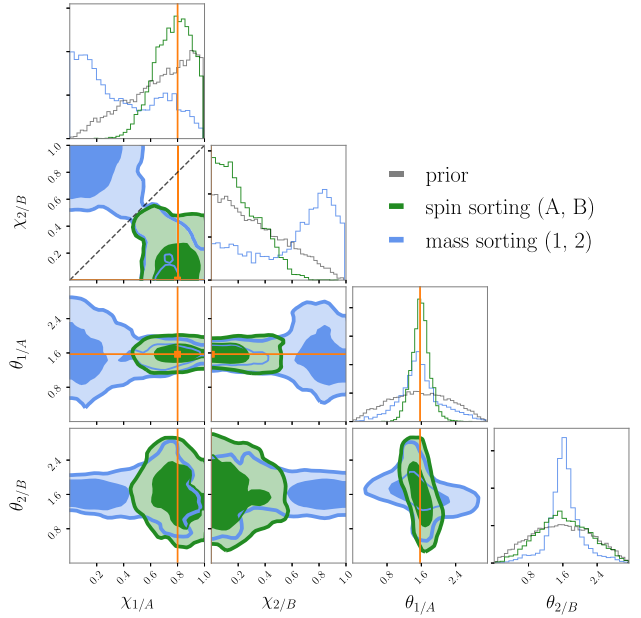 prior
spin sorting (A, B)
mass sorting (1, 2)
χ2/B
1.0
0.8
0.6
0.4
0.2
θ1/A
2.4
1.6
0.8
θ2/B
2.4
1.6
0.8
0.2 0.4 0.6 0.8 1.0
0.2 0.4 0.6 0.8 1.0
0.8 1.6 2.4
0.8 1.6 2.4
χ1/A χ2/B θ1/A θ2/B